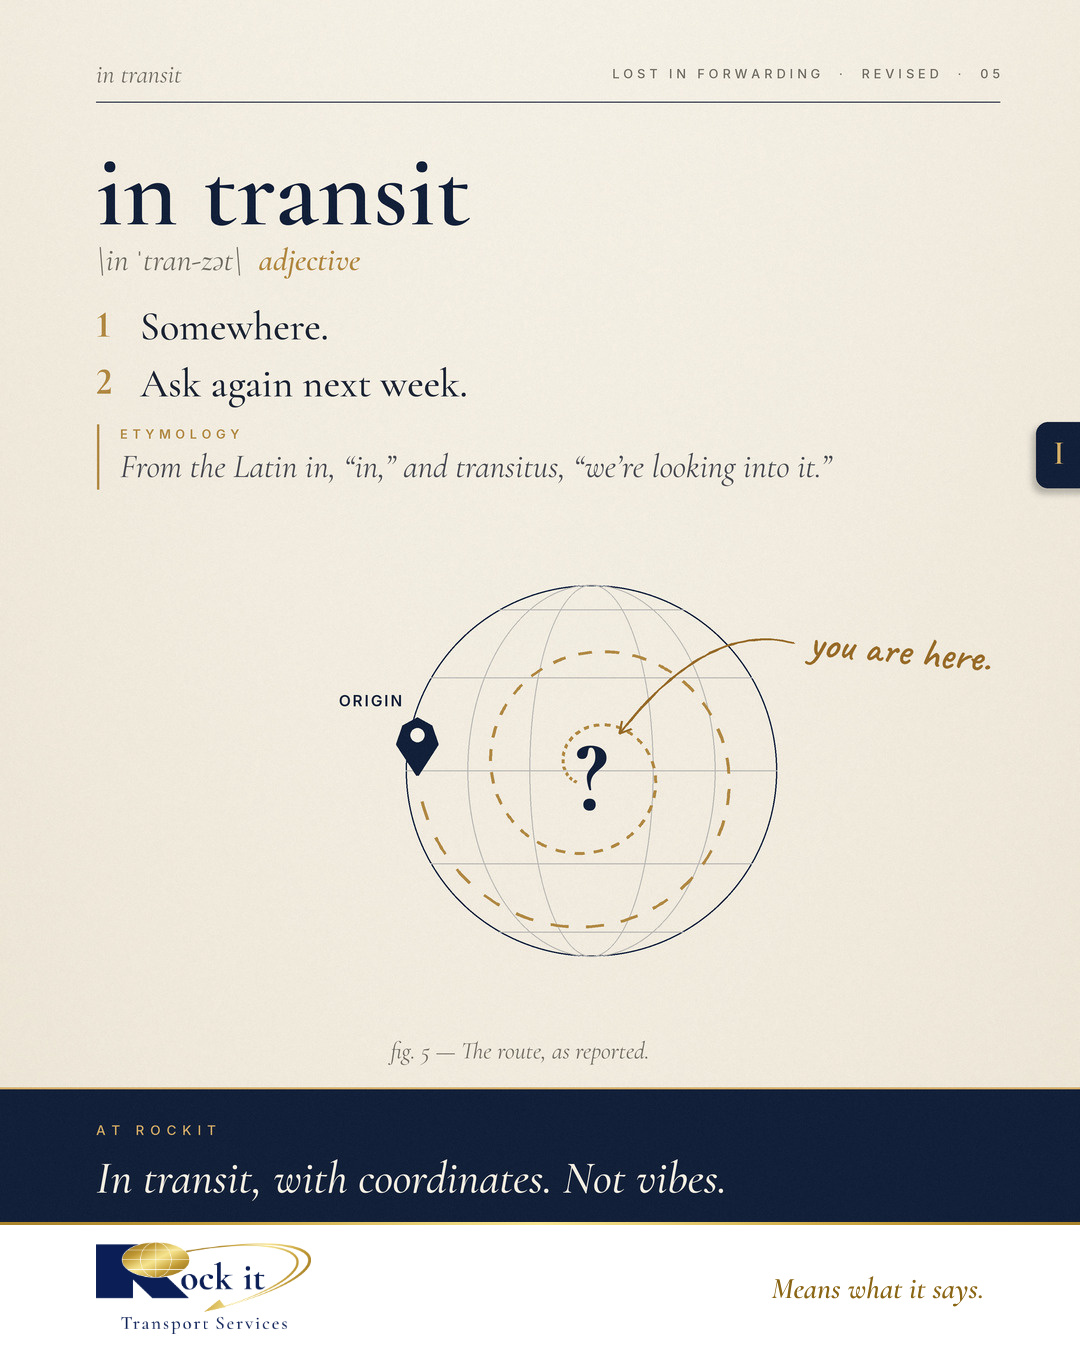 in transit
LOST IN FORWARDING · REVISED · 05
in transit
\in ˈtran-zət\ adjective
1 Somewhere.
2 Ask again next week.
ETYMOLOGY
From the Latin in, “in,” and transitus, “we’re looking into it.”
I
you are here.
ORIGIN
?
fig. 5 — The route, as reported.
AT ROCKIT
In transit, with coordinates. Not vibes.
Rock it
Transport Services
Means what it says.